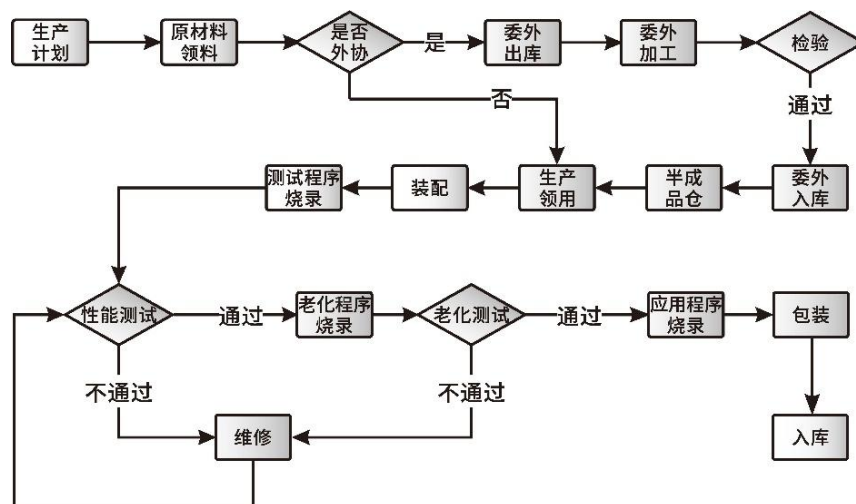 生产
计划
原材料
领料
是否
外协
是
委外
出库
委外
加工
检验
否
通过
测试程序
烧录
装配
生产
领用
半成
品仓
委外
入库
性能测试
通过
老化程序
烧录
老化测试
通过
应用程序
烧录
包装
不通过
不通过
维修
入库